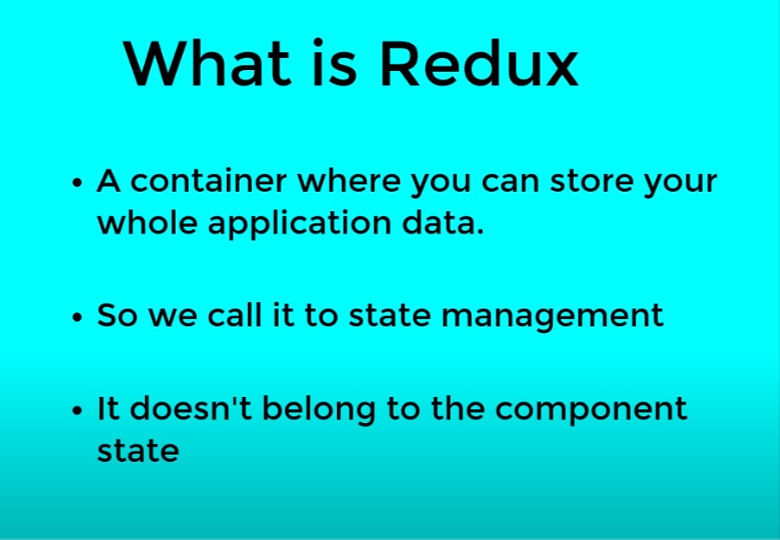 What is Redux
• A container where you can store your
whole application data.
• So we call it to state management
• It doesn't belong to the component
state